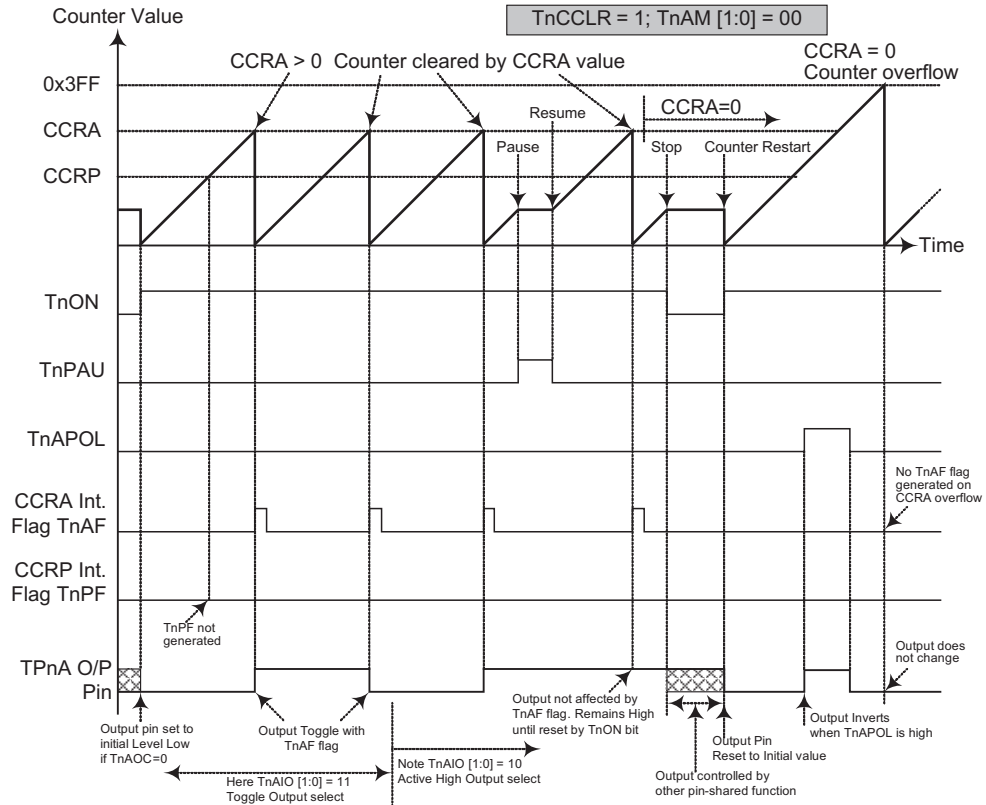 Counter Value
TnCCLR = 1; TnAM [1:0] = 00
CCRA > 0 Counter cleared by CCRA value
CCRA = 0
Counter overflow
0x3FF
CCRA
CCRP
Resume
CCRA=0
Pause
Stop
Counter Restart
Time
TnON
TnPAU
TnAPOL
CCRA Int.
Flag TnAF
No TnAF flag
generated on
CCRA overflow
CCRP Int.
Flag TnPF
TnPF not
generated
TPnA O/P
Pin
Output does
not change
Output pin set to
initial Level Low
if TnAOC=0
Output Toggle with
TnAF flag
Output not affected by
TnAF flag. Remains High
until reset by TnON bit
Output Pin
Reset to Initial value
Output Inverts
when TnAPOL is high
Here TnAIO [1:0] = 11
Toggle Output select
Note TnAIO [1:0] = 10
Active High Output select
Output controlled by
other pin-shared function